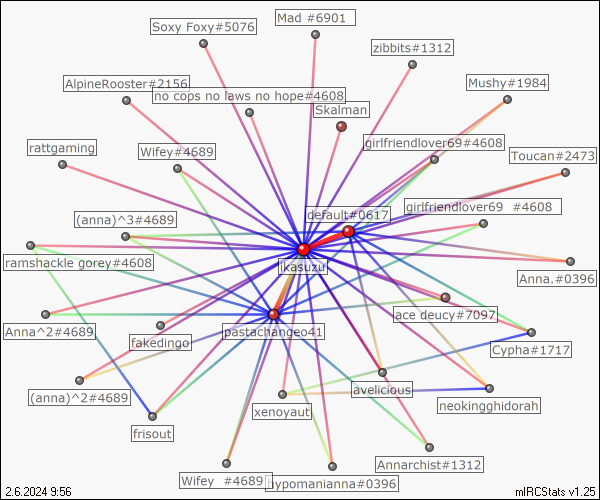 Mad #6901
Soxy Foxy#5076
zibbits#1312
AlpineRooster#2156
Mushy#1984
no cops no laws no hope#4608
Skalman
girlfriendlover69#4608
rattgaming
Wifey#4689
Toucan#2473
girlfriendlover69 #4608
(anna)^3#4689
default#0617
ramshackle gorey#4608
ikasuzu
Anna.#0396
ace deucy#7097
Anna^2#4689
fakedingo
pastachangeo41
Cypha#1717
(anna)^2#4689
avelicious
neokingghidorah
xenoyaut
frisout
Annarchist#1312
Wifey #4689
hypomanianna#0396
2.6.2024 9:56
mIRCStats v1.25